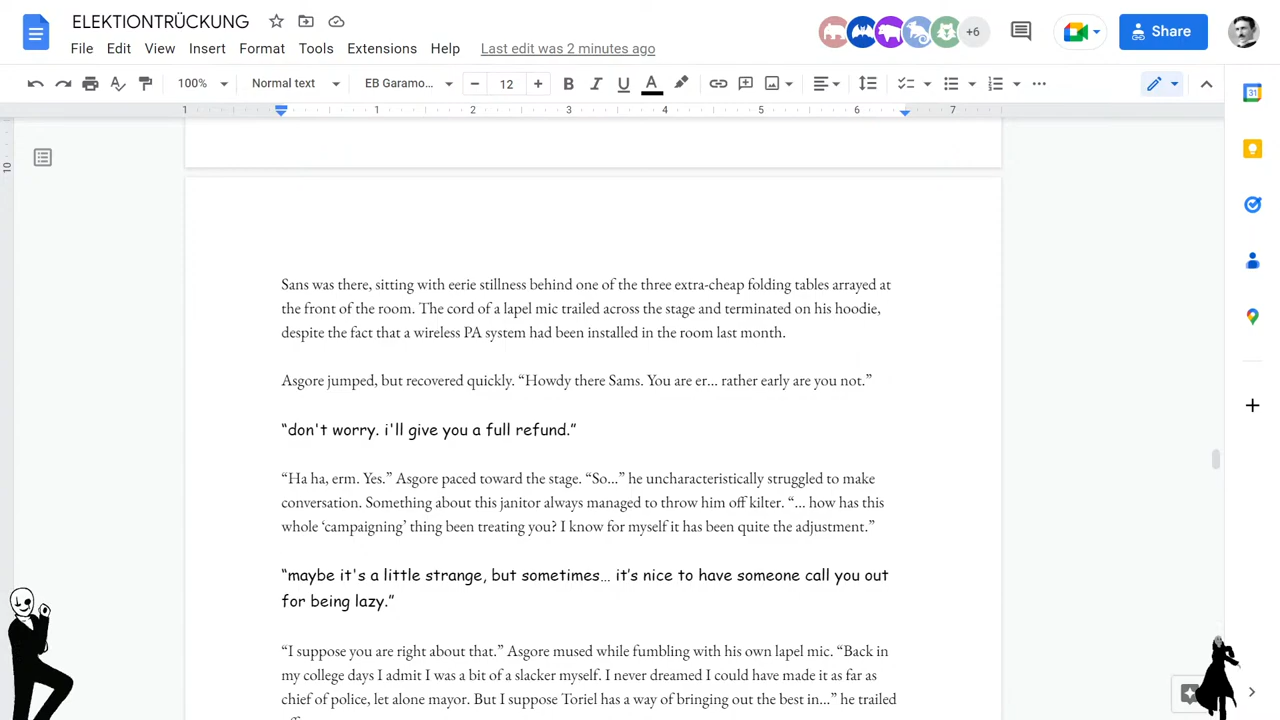 ELEKTIONTRÜCKUNG
+6
Share
File Edit View Insert Format Tools Extensions Help Last edit was 2 minutes ago
100% Normal text EB Garamo... 12
1 1 2 3 4 5 6 7
10
31
Sans was there, sitting with eerie stillness behind one of the three extra-cheap folding tables arrayed at
the front of the room. The cord of a lapel mic trailed across the stage and terminated on his hoodie,
despite the fact that a wireless PA system had been installed in the room last month.
Asgore jumped, but recovered quickly. “Howdy there Sams. You are er… rather early are you not.”
“don't worry. i'll give you a full refund.”
“Ha ha, erm. Yes.” Asgore paced toward the stage. “So…” he uncharacteristically struggled to make
conversation. Something about this janitor always managed to throw him off kilter. “… how has this
whole ‘campaigning’ thing been treating you? I know for myself it has been quite the adjustment.”
“maybe it's a little strange, but sometimes… it’s nice to have someone call you out
for being lazy.”
“I suppose you are right about that.” Asgore mused while fumbling with his own lapel mic. “Back in
my college days I admit I was a bit of a slacker myself. I never dreamed I could have made it as far as
chief of police, let alone mayor. But I suppose Toriel has a way of bringing out the best in…” he trailed